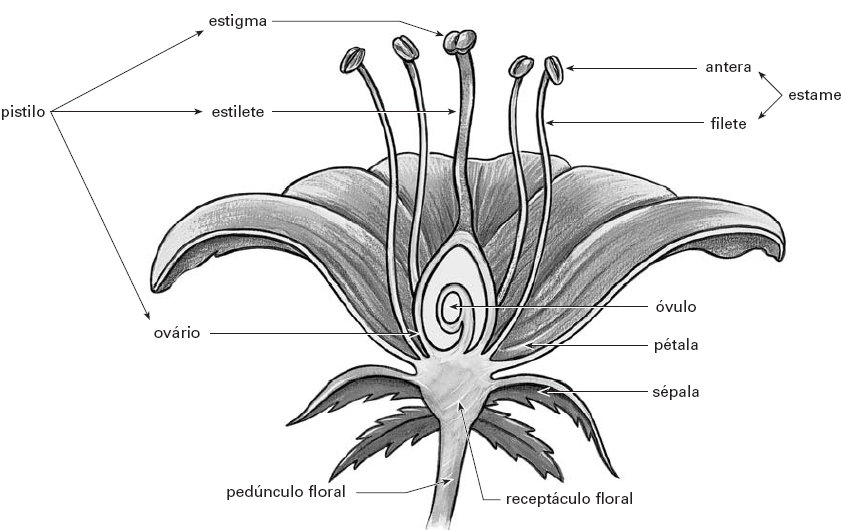 estigma
antera
estame
pistilo
estilete
filete
óvulo
ovário
pétala
sépala
pedúnculo floral
receptáculo floral